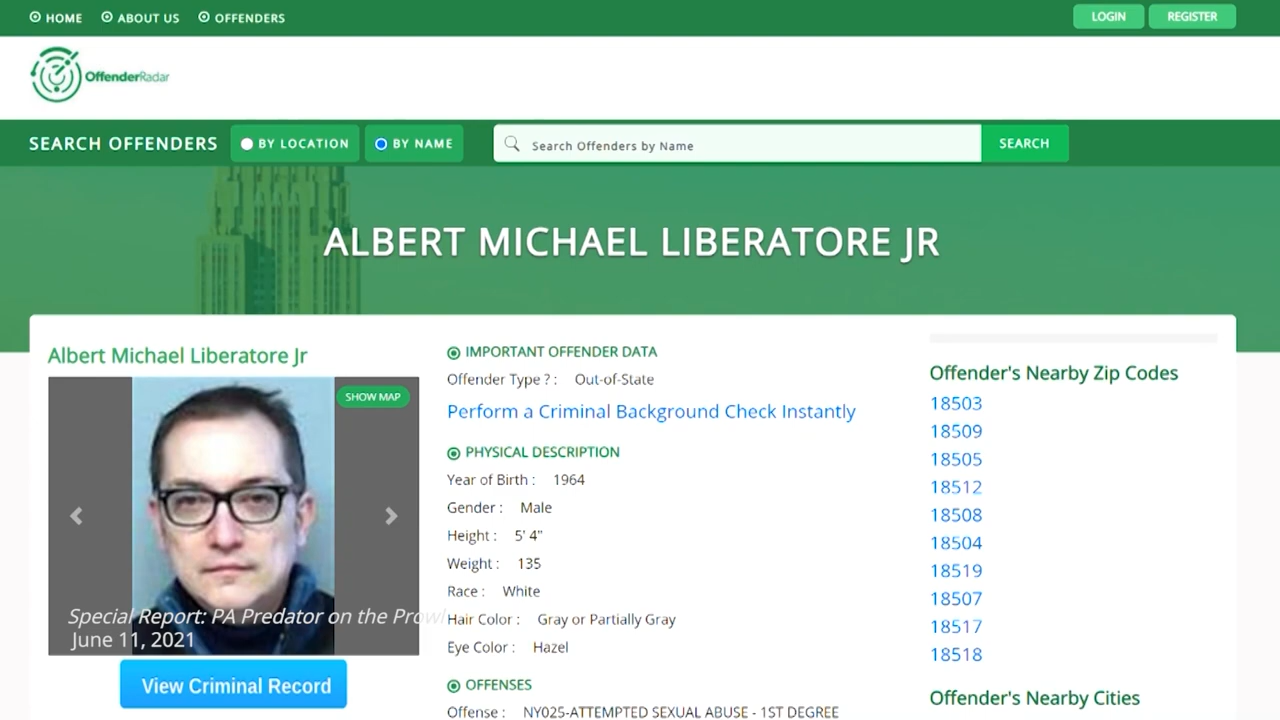 HOME ABOUT US OFFENDERS LOGIN REGISTER
OffenderRadar
SEARCH OFFENDERS BY LOCATION BY NAME Search Offenders by Name SEARCH
ALBERT MICHAEL LIBERATORE JR
Albert Michael Liberatore Jr
SHOW MAP
Special Report: PA Predator on the Prowl
June 11, 2021
View Criminal Record
IMPORTANT OFFENDER DATA
Offender Type ? : Out-of-State
Perform a Criminal Background Check Instantly
PHYSICAL DESCRIPTION
Year of Birth : 1964
Gender : Male
Height : 5' 4"
Weight : 135
Race : White
Hair Color : Gray or Partially Gray
Eye Color : Hazel
OFFENSES
Offense : NY025-ATTEMPTED SEXUAL ABUSE - 1ST DEGREE
Offender's Nearby Zip Codes
18503
18509
18505
18512
18508
18504
18519
18507
18517
18518
Offender's Nearby Cities